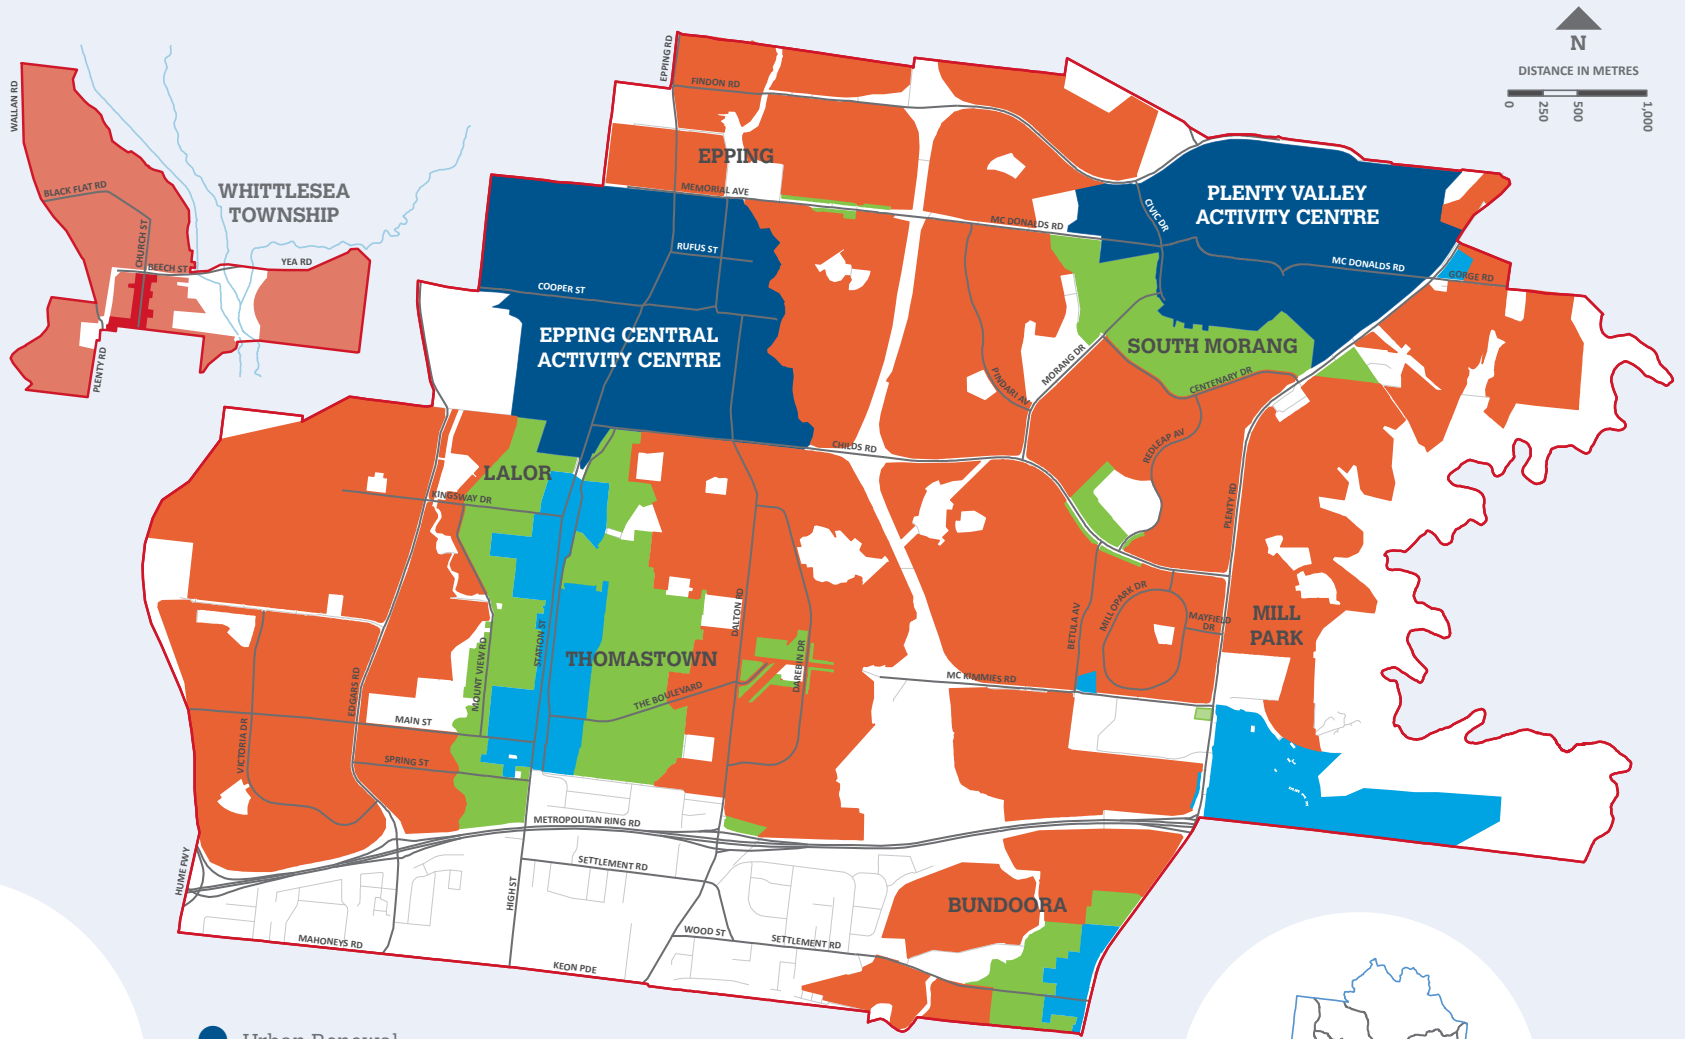 N
DISTANCE IN METRES
0
250
500
1,000
WALLAN RD
BLACK FLAT RD
CHURCH ST
BEECH ST
YEA RD
PLENTY RD
WHITTLESEA
TOWNSHIP
EPPING RD
FINDON RD
EPPING
MEMORIAL AVE
MC DONALDS RD
CIVIC DR
PLENTY VALLEY
ACTIVITY CENTRE
MC DONALDS RD
GORGE RD
RUFUS ST
COOPER ST
EPPING CENTRAL
ACTIVITY CENTRE
SOUTH MORANG
MORANG DR
PINDARI AV
CENTENARY DR
REDLEAP AV
CHILDS RD
LALOR
KINGSWAY DR
PLENTY RD
DALTON RD
STATION ST
MOUNT VIEW RD
THOMASTOWN
THE BOULEVARD
DAREBIN DR
BETULA AV
MILL PARK DR
MAYFIELD
DR
MILL
PARK
MC KIMMIES RD
EDGARS RD
VICTORIA DR
MAIN ST
SPRING ST
METROPOLITAN RING RD
SETTLEMENT RD
HUME FWY
HIGH ST
BUNDOORA
WOOD ST
SETTLEMENT RD
MAHONEYS RD
KEON PDE
Urban Renewal